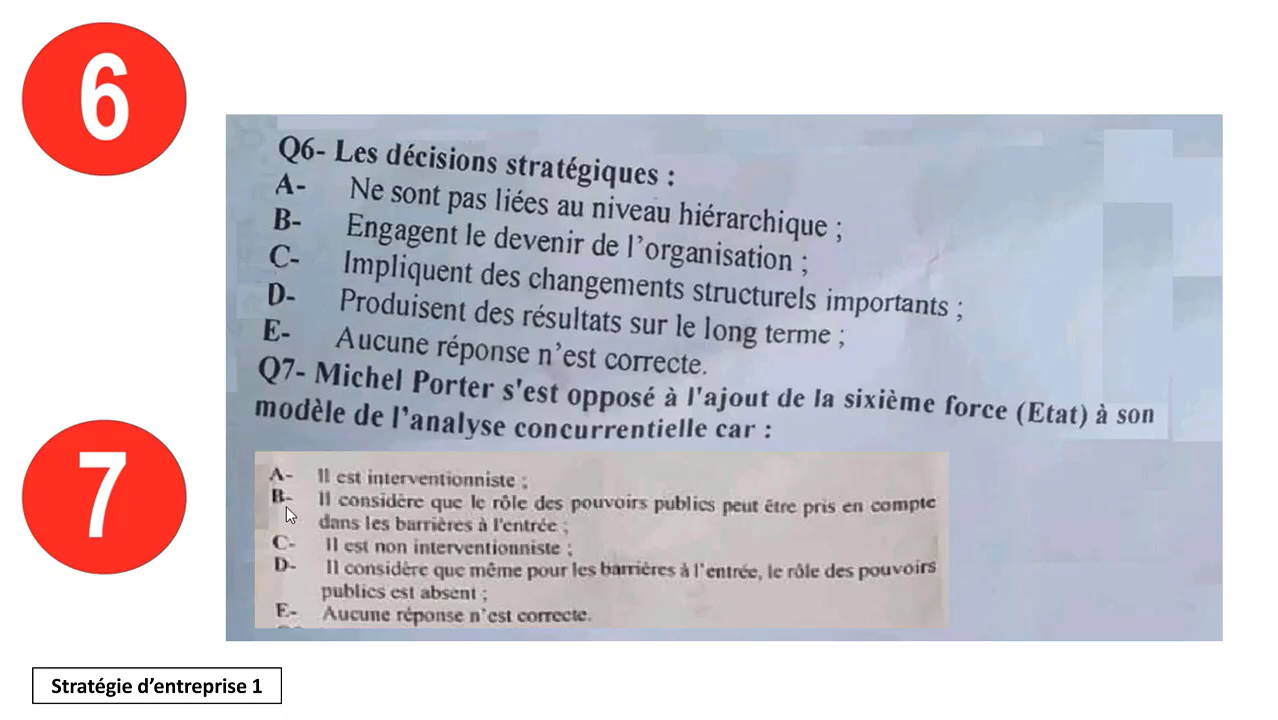 6
Q6- Les décisions stratégiques :
A- Ne sont pas liées au niveau hiérarchique ;
B- Engagent le devenir de l'organisation ;
C- Impliquent des changements structurels importants ;
D- Produisent des résultats sur le long terme ;
E- Aucune réponse n'est correcte.
Q7- Michel Porter s'est opposé à l'ajout de la sixième force (Etat) à son
modèle de l'analyse concurrentielle car :
7
A- Il est interventionniste ;
B- Il considère que le rôle des pouvoirs publics peut être pris en compte
dans les barrières à l'entrée ;
C- Il est non interventionniste ;
D- Il considère que même pour les barrières à l'entrée, le rôle des pouvoirs
publics est absent ;
E- Aucune réponse n'est correcte.
Stratégie d'entreprise 1